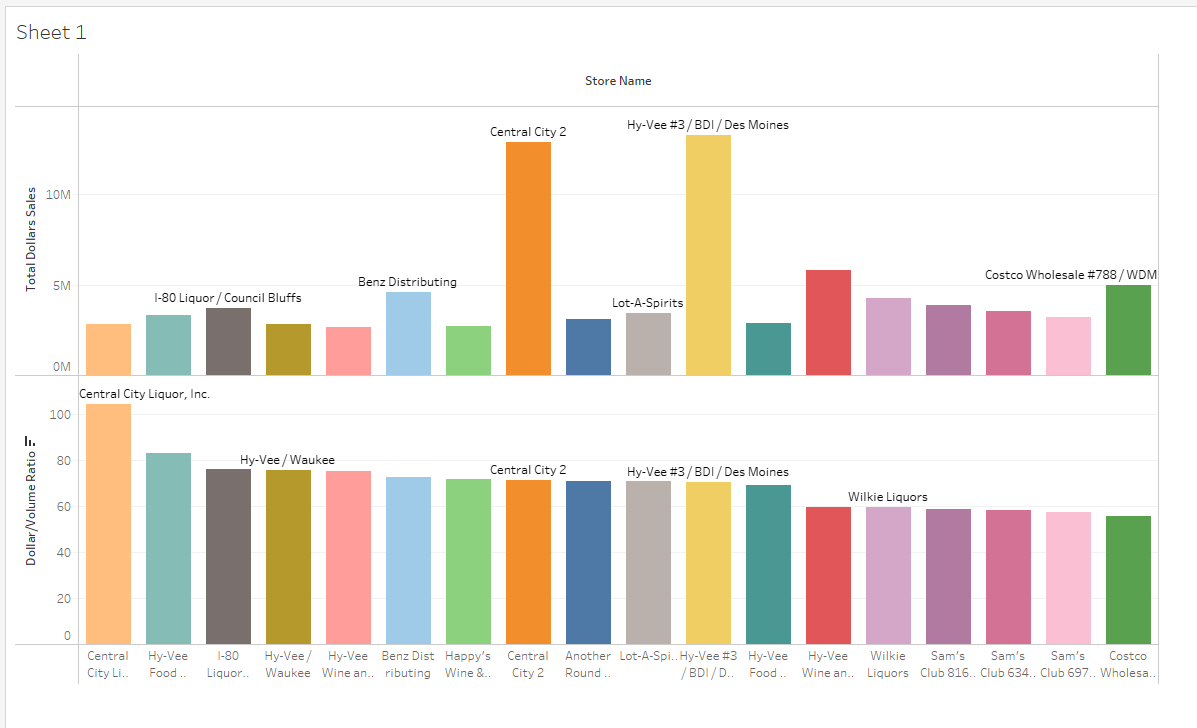 Sheet 1
Store Name
Total Dollars Sales
10M
5M
0M
Hy-Vee #3 / BDI / Des Moines
Central City 2
Costco Wholesale #788 / WDM
Benz Distributing
I-80 Liquor / Council Bluffs
Lot-A-Spirits
Dollar/Volume Ratio
100
80
60
40
20
0
Central City Liquor, Inc.
Hy-Vee / Waukee
Central City 2
Hy-Vee #3 / BDI / Des Moines
Wilkie Liquors
Central
City Li..
Hy-Vee
Food ..
I-80
Liquor..
Hy-Vee /
Waukee
Hy-Vee
Wine an..
Benz Dist
ributing
Happy's
Wine &..
Central
City 2
Another
Round ..
Lot-A-Spi..
Hy-Vee #3
/ BDI / D..
Hy-Vee
Food ..
Hy-Vee
Wine an..
Wilkie
Liquors
Sam's
Club 816..
Sam's
Club 634..
Sam's
Club 697..
Costco
Wholesa..